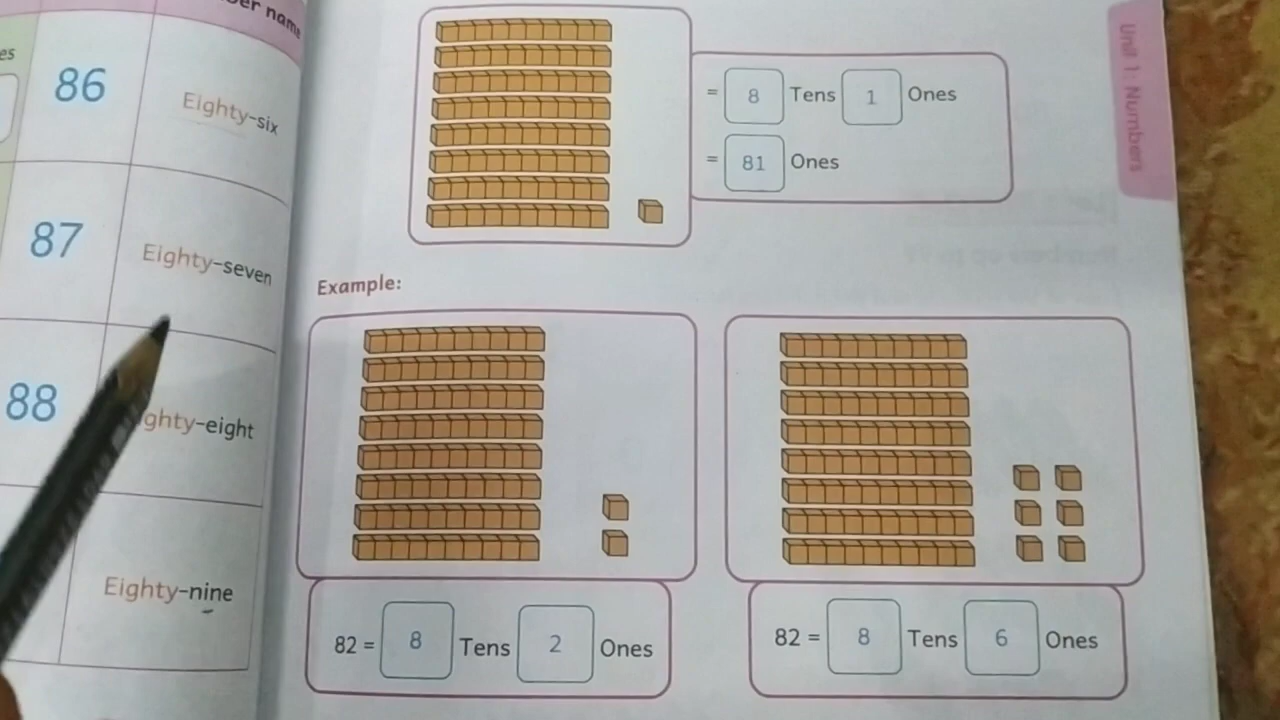 ber name
es
86
Eighty-six
87
Eighty-seven
88
ghty-eight
Eighty-nine
= 8 Tens 1 Ones
= 81 Ones
Example:
82 = 8 Tens 2 Ones
82 = 8 Tens 6 Ones
Unit 1: Numbers